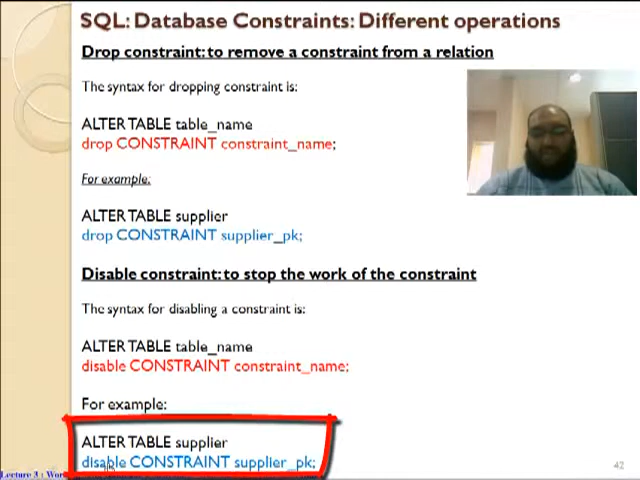 SQL: Database Constraints: Different operations
Drop constraint: to remove a constraint from a relation
The syntax for dropping constraint is:
ALTER TABLE table_name
drop CONSTRAINT constraint_name;
For example:
ALTER TABLE supplier
drop CONSTRAINT supplier_pk;
Disable constraint: to stop the work of the constraint
The syntax for disabling a constraint is:
ALTER TABLE table_name
disable CONSTRAINT constraint_name;
For example:
ALTER TABLE supplier
disable CONSTRAINT supplier_pk;
Lecture 3 :
42